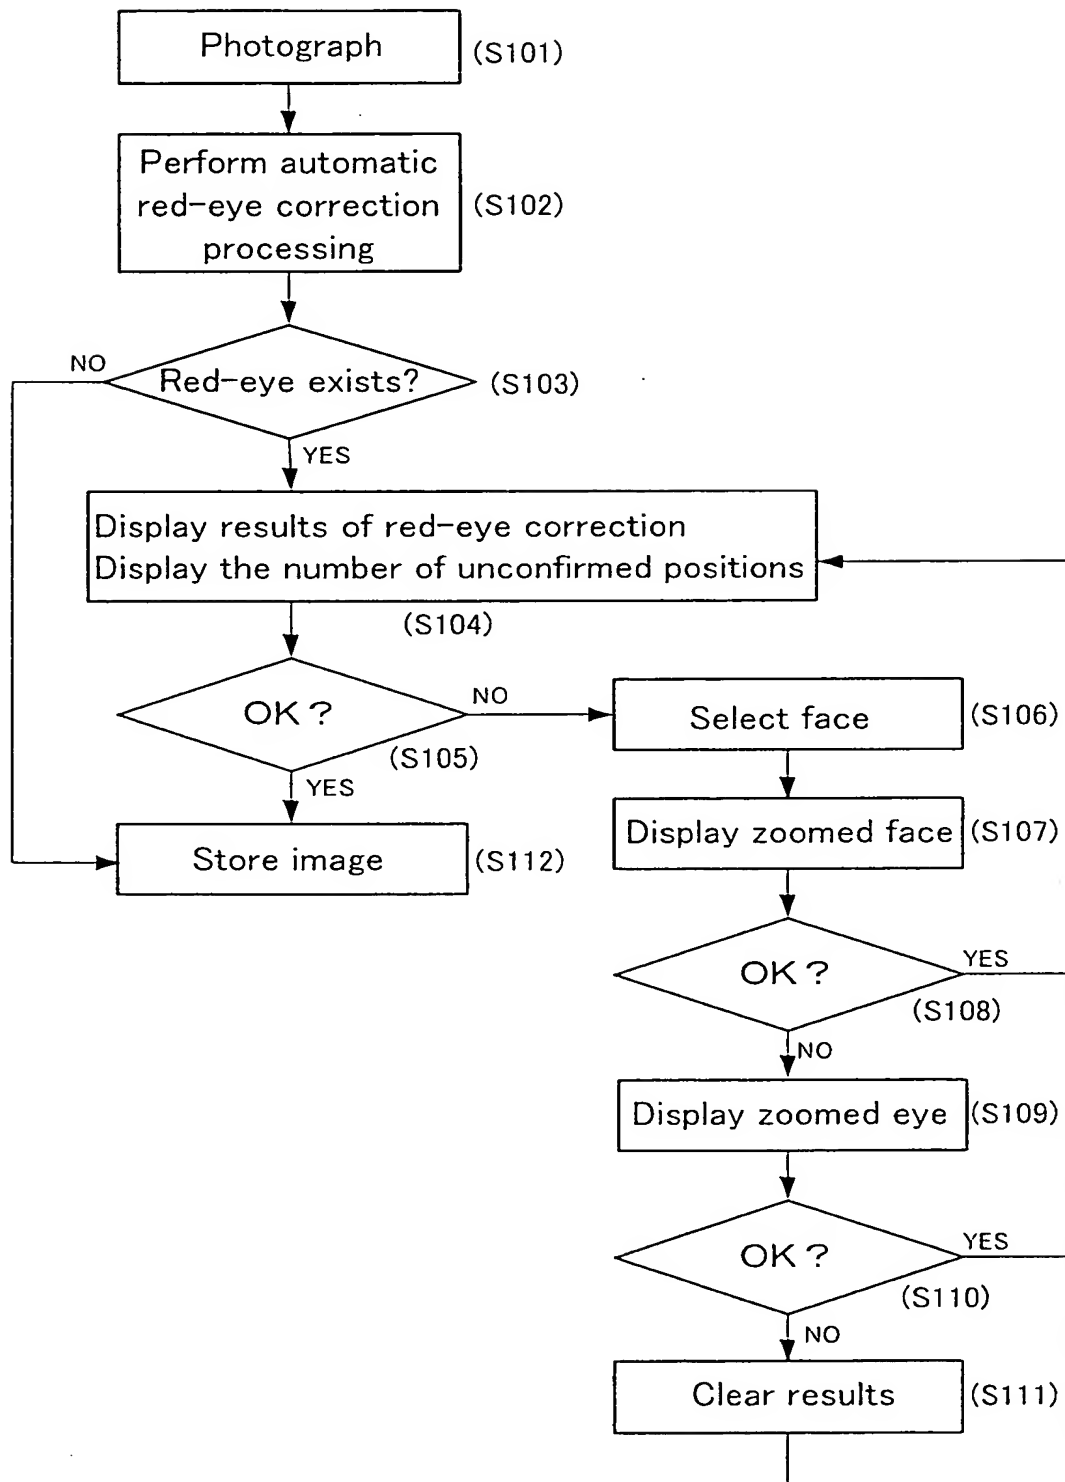 Photograph
(S101)
Perform automatic
red-eye correction
processing
(S102)
NO
Red-eye exists?
(S103)
YES
Display results of red-eye correction
Display the number of unconfirmed positions
(S104)
OK?
NO
(S105)
YES
Select face
(S106)
Display zoomed face
(S107)
Store image
(S112)
OK?
YES
(S108)
NO
Display zoomed eye
(S109)
OK?
YES
(S110)
NO
Clear results
(S111)